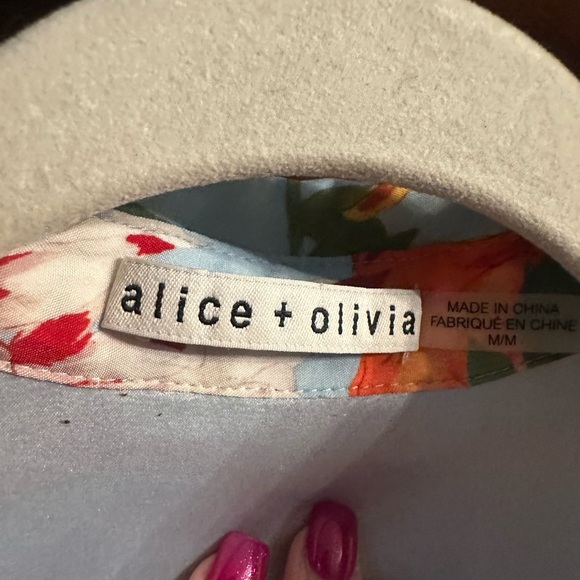 alice + olivia
MADE IN CHINA
FABRIQUÉ EN CHINE
M/M